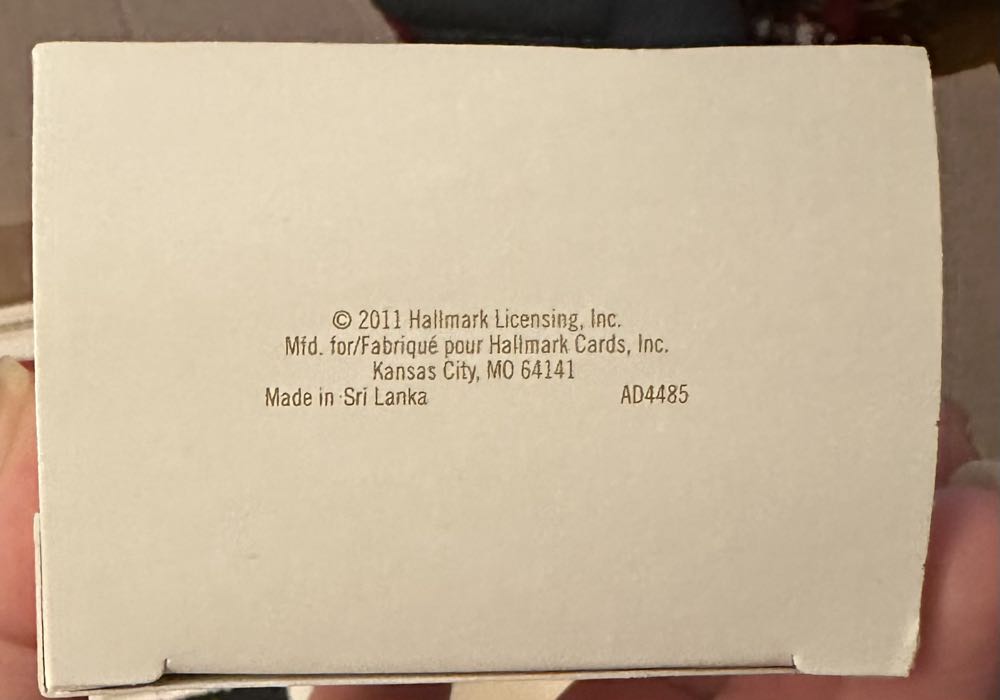 © 2011 Hallmark Licensing, Inc.
Mfd. for/Fabriqué pour Hallmark Cards, Inc.
Kansas City, MO 64141
Made in Sri Lanka AD4485